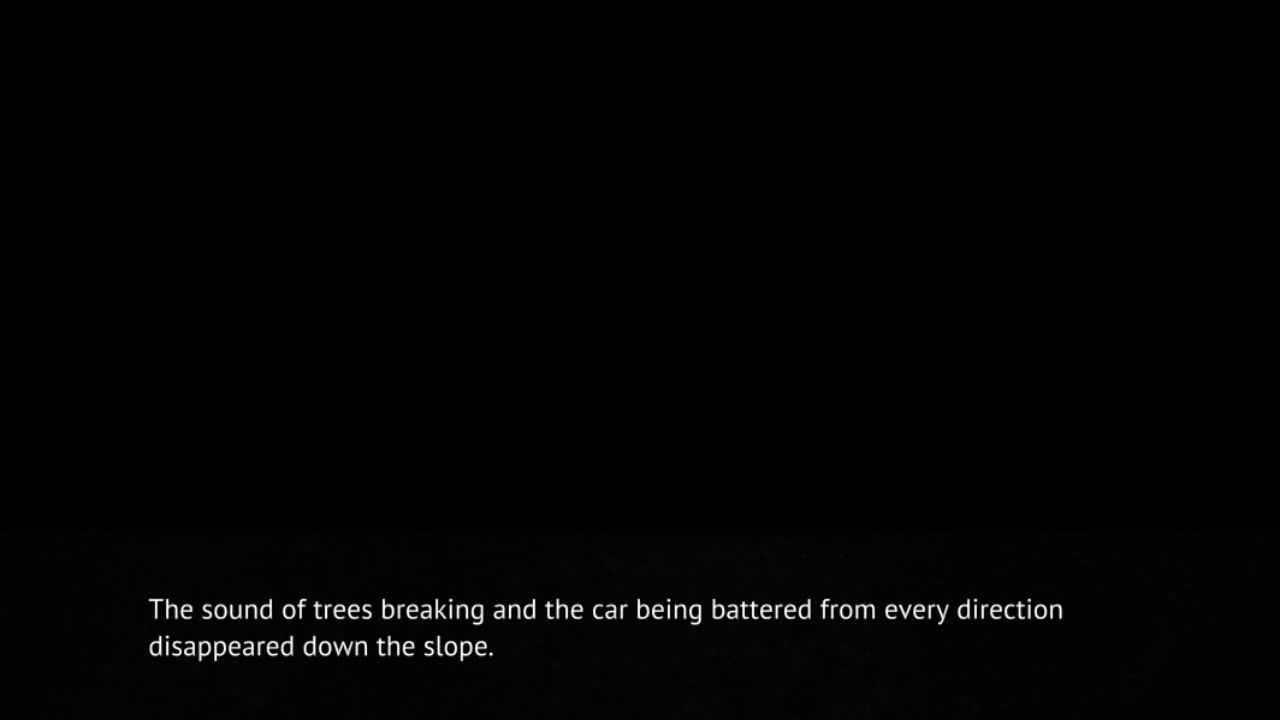 The sound of trees breaking and the car being battered from every direction
disappeared down the slope.